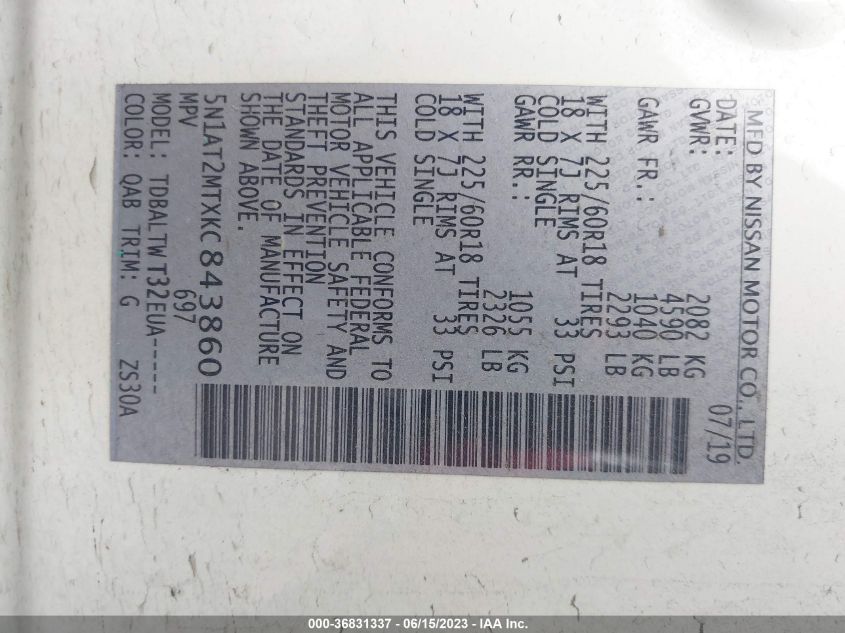 MFD BY NISSAN MOTOR CO., LTD.
DATE: 07/19
GVWR: 2082 KG
4590 LB
GAWR FR.: 1040 KG
2293 LB
WITH 225/60R18 TIRES
18 X 7J RIMS AT 33 PSI
COLD SINGLE
GAWR RR.: 1055 KG
2326 LB
WITH 225/60R18 TIRES
18 X 7J RIMS AT 33 PSI
COLD SINGLE
THIS VEHICLE CONFORMS TO
ALL APPLICABLE FEDERAL
MOTOR VEHICLE SAFETY AND
THEFT PREVENTION
STANDARDS IN EFFECT ON
THE DATE OF MANUFACTURE
SHOWN ABOVE.
5N1AT2MTXKC843860
MPV 697
MODEL: TDBALTW T32EUA-----
COLOR: QAB TRIM: G ZS30A
000-36831337 - 06/15/2023 - IAA Inc.